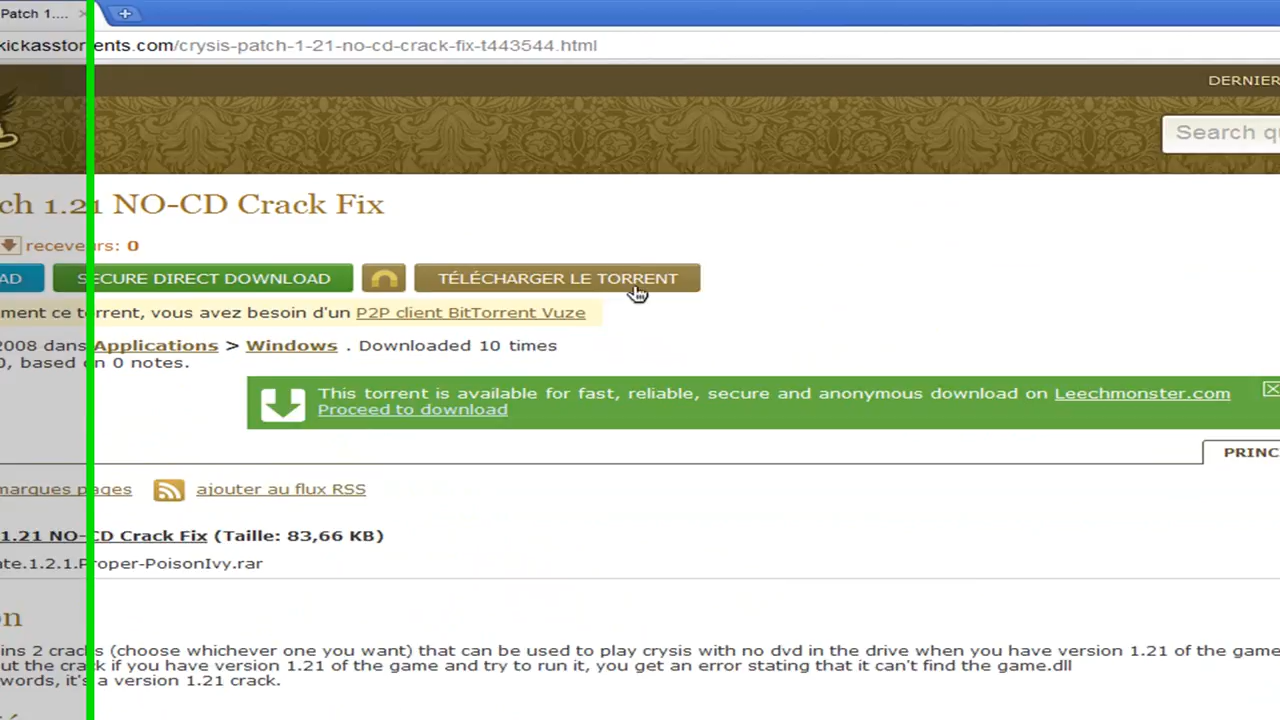 Patch 1....
kickasstorrents.com/crysis-patch-1-21-no-cd-crack-fix-t443544.html
DERNIER
Search q
ch 1.21 NO-CD Crack Fix
receveurs: 0
AD SECURE DIRECT DOWNLOAD TÉLÉCHARGER LE TORRENT
ment ce torrent, vous avez besoin d'un P2P client BitTorrent Vuze
2008 dans Applications > Windows . Downloaded 10 times
0, based on 0 notes.
This torrent is available for fast, reliable, secure and anonymous download on Leechmonster.com
Proceed to download
PRINC
marques pages ajouter au flux RSS
1.21 NO-CD Crack Fix (Taille: 83,66 KB)
ate.1.2.1.Proper-PoisonIvy.rar
on
ins 2 cracks (choose whichever one you want) that can be used to play crysis with no dvd in the drive when you have version 1.21 of the game
out the crack if you have version 1.21 of the game and try to run it, you get an error stating that it can't find the game.dll
words, it's a version 1.21 crack.